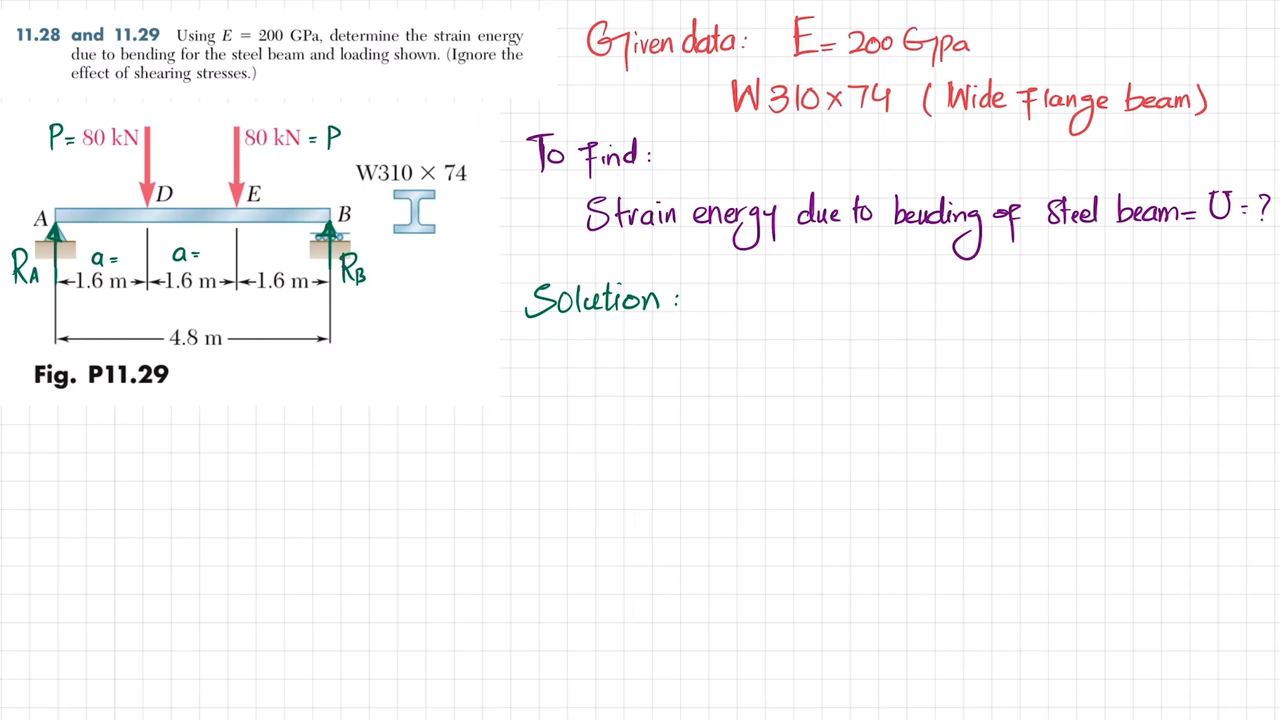 11.28 and 11.29 Using E = 200 GPa, determine the strain energy
due to bending for the steel beam and loading shown. (Ignore the
effect of shearing stresses.)
Given data: E = 200 Gpa
W 310 x 74 ( Wide Flange beam)
To find:
Strain energy due to bending of steel beam = U = ?
Solution:
P = 80 kN
80 kN = P
W310 × 74
D
E
A
B
a =
a =
RA
RB
1.6 m
1.6 m
1.6 m
4.8 m
Fig. P11.29